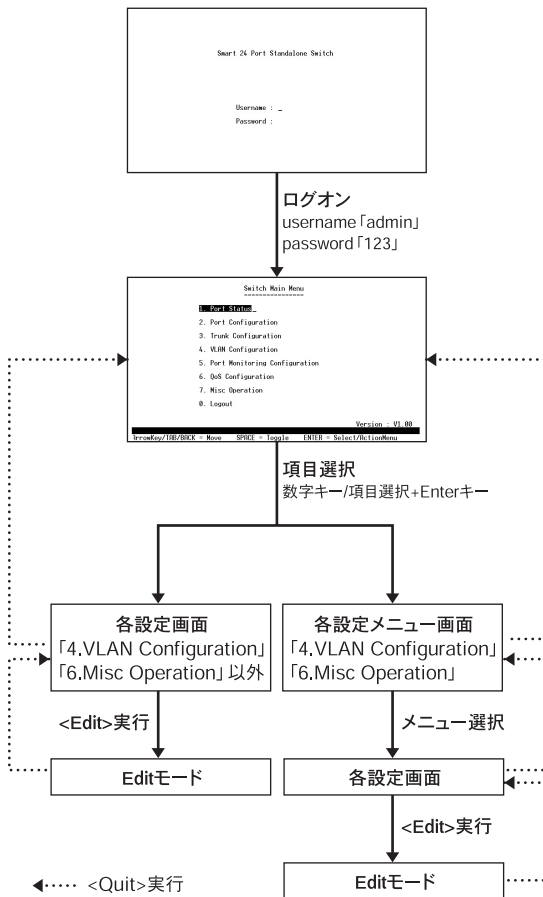 Smart 24 Port Standalone Switch
Username : _
Password :
ログオン
username「admin」
password「123」
Switch Main Menu
================
1. Port Status_
2. Port Configuration
3. Trunk Configuration
4. VLAN Configuration
5. Port Monitoring Configuration
6. QoS Configuration
7. Misc Operation
0. Logout
Version : V1.00
ArrowKey/TAB/BACK = Move SPACE = Toggle ENTER = Select/ActionMenu
項目選択
数字キー/項目選択+Enterキー
各設定画面
「4.VLAN Configuration」
「6.Misc Operation」以外
各設定メニュー画面
「4.VLAN Configuration」
「6.Misc Operation」
<Edit>実行
メニュー選択
Editモード
各設定画面
<Edit>実行
<Quit>実行
Editモード